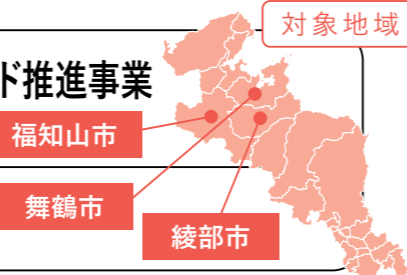 対象地域
ド推進事業
福知山市
舞鶴市
綾部市